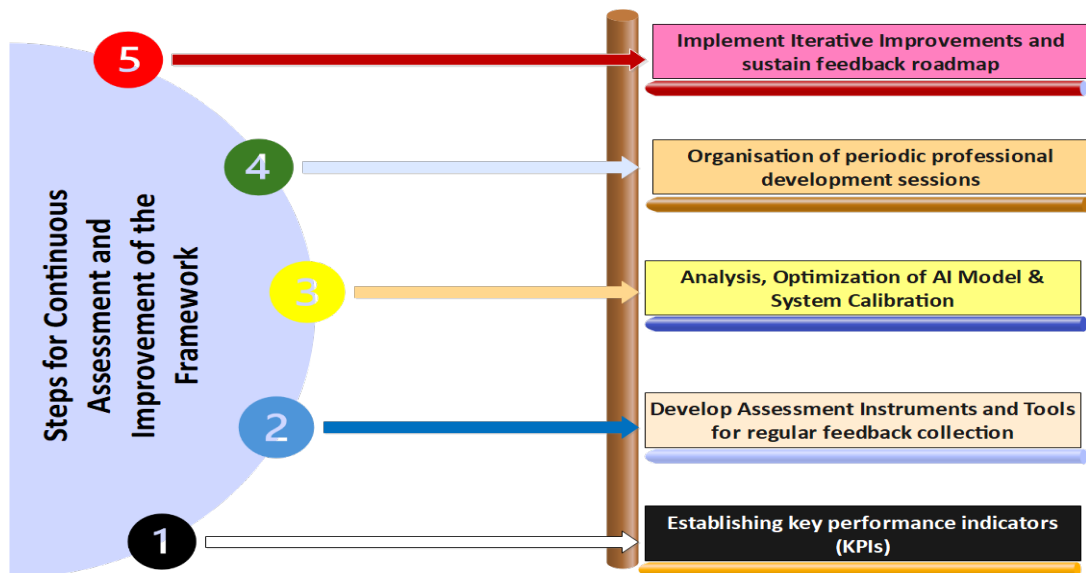 Steps for Continuous
Assessment and
Improvement of the
Framework
5
Implement Iterative Improvements and
sustain feedback roadmap
4
Organisation of periodic professional
development sessions
3
Analysis, Optimization of AI Model &
System Calibration
2
Develop Assessment Instruments and Tools
for regular feedback collection
1
Establishing key performance indicators
(KPIs)